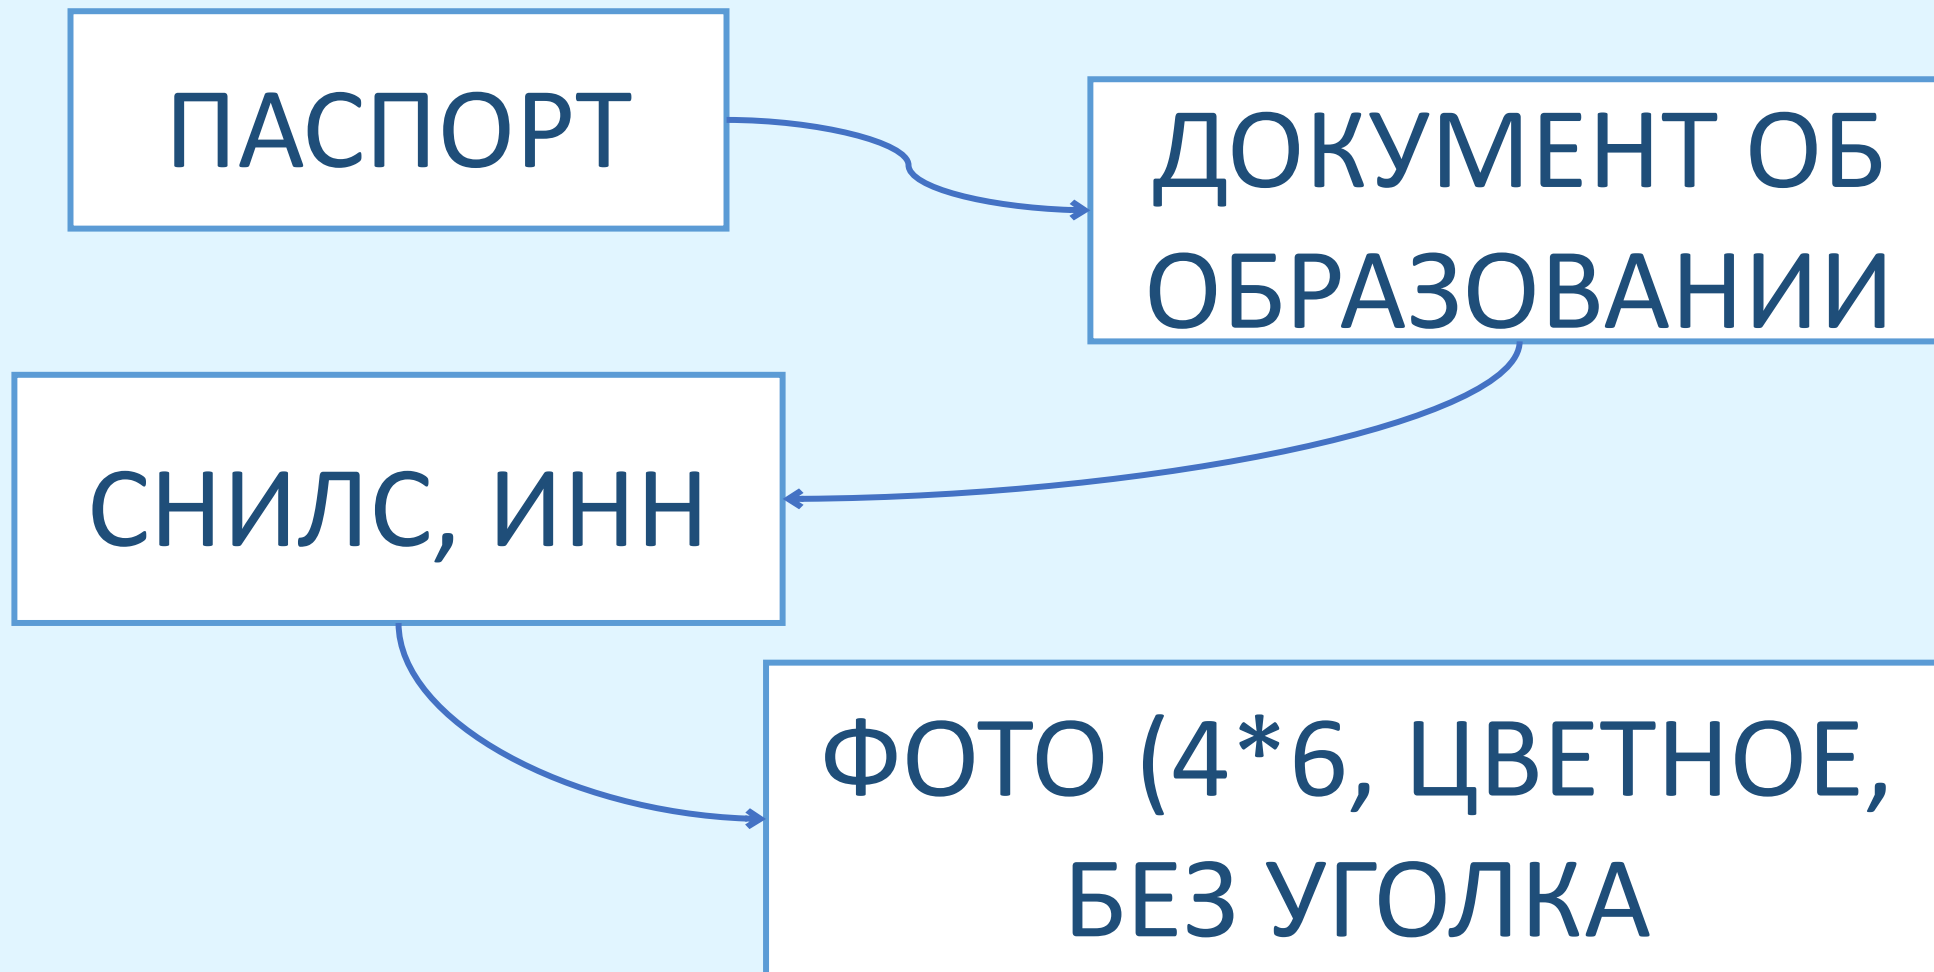 ПАСПОРТ
ДОКУМЕНТ ОБ
ОБРАЗОВАНИИ
СНИЛС, ИНН
ФОТО (4*6, ЦВЕТНОЕ,
БЕЗ УГОЛКА